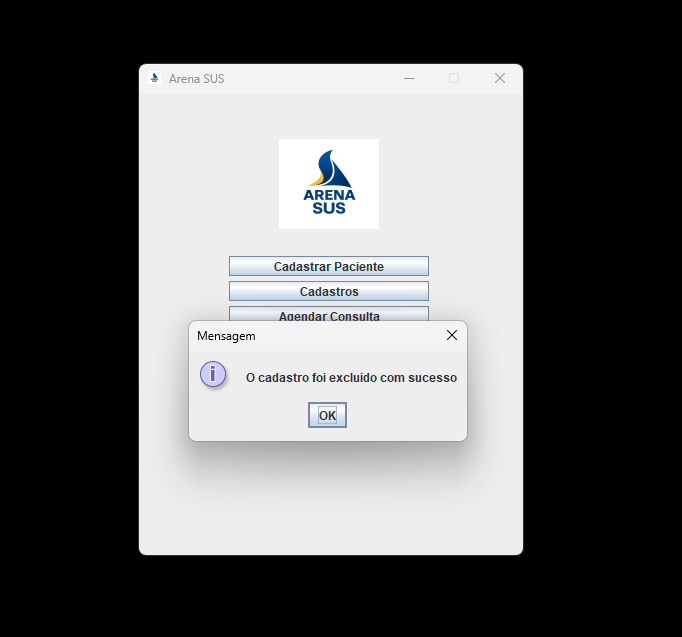 Arena SUS
ARENA
SUS
Cadastrar Paciente
Cadastros
Agendar Consulta
Mensagem
i
O cadastro foi excluido com sucesso
OK